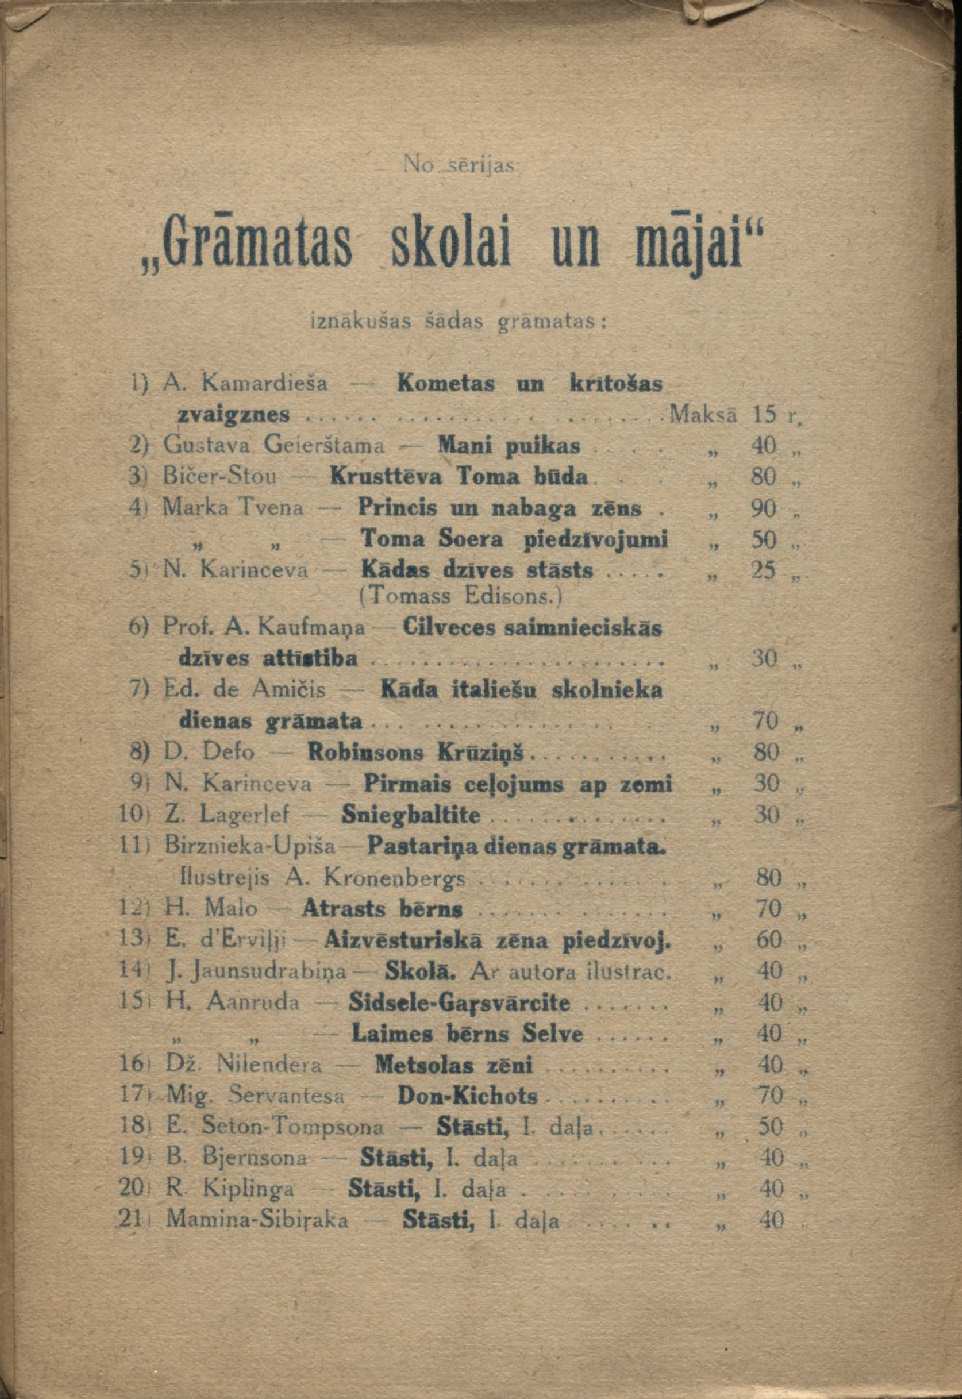 No sērijas
„Grāmatas skolai un mājai“
iznākušas šādas grāmatas:
1) A. Kamardieša — Kometas un krītošas
zvaigznes . . . . . . . . . . . . . . . . . . . . Maksā 15 r.
2) Gustava Geierštama — Mani puikas . . . . „ 40 „
3) Bičer-Stou — Krusttēva Toma būda . . . . „ 80 „
4) Marka Tvena — Princis un nabaga zēns . „ 90 „
„ „ — Toma Soera piedzīvojumi „ 50 „
5) N. Karinceva — Kādas dzīves stāsts . . . . . „ 25 „
(Tomass Edisons.)
6) Prof. A. Kaufmaņa — Cilveces saimnieciskās
dzīves attīstiba . . . . . . . . . . . . . . . . . . . . „ 30 „
7) Ed. de Amičis — Kāda italiešu skolnieka
dienas grāmata . . . . . . . . . . . . . . . . „ 70 „
8) D. Defo — Robinsons Krūziņš . . . . . . . . . . „ 80 „
9) N. Karinceva — Pirmais ceļojums ap zemi „ 30 „
10) Z. Lagerlef — Sniegbaltite . . . . . . . . . . . . . „ 30 „
11) Birznieka-Upiša — Pastariņa dienas grāmata.
Ilustrejis A. Kronenbergs . . . . . . . . . . . . . „ 80 „
12) H. Malo — Atrasts bērns . . . . . . . . . . . . . „ 70 „
13) E. d'Erviļji — Aizvēsturiskā zēna piedzīvoj. „ 60 „
14) J. Jaunsudrabiņa — Skolā. Ar autora ilustrac. „ 40 „
15) H. Aanruda — Sidsele-Gaŗsvārcite . . . . . . . „ 40 „
„ „ — Laimes bērns Selve . . . . . . „ 40 „
16) Dž. Nilendera — Metsolas zēni . . . . . . . . . . „ 40 „
17) Mig. Servantesa — Don-Kichots . . . . . . . . . . „ 70 „
18) E. Seton-Tompsona — Stāsti, I. daļa . . . . . . „ 50 „
19) B. Bjernsona — Stāsti, I. daļa . . . . . . . . . . . „ 40 „
20) R. Kiplinga — Stāsti, I. daļa . . . . . . . . . . „ 40 „
21) Mamina-Sibiŗaka — Stāsti, I. daļa . . . . . . . . „ 40 „